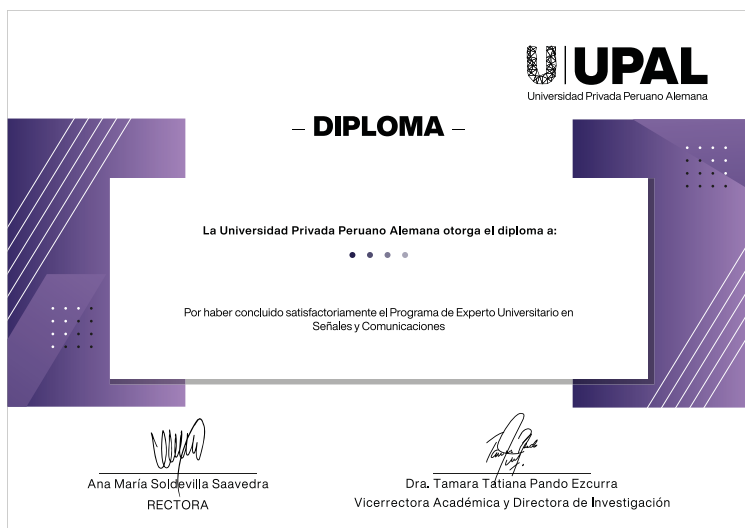 UPAL
Universidad Privada Peruano Alemana
– DIPLOMA –
La Universidad Privada Peruano Alemana otorga el diploma a:
Por haber concluido satisfactoriamente el Programa de Experto Universitario en
Señales y Comunicaciones
Ana María Soldevilla Saavedra
RECTORA
Dra. Tamara Tatiana Pando Ezcurra
Vicerrectora Académica y Directora de Investigación